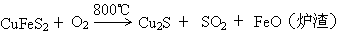 CuFeS₂ + O₂ —800℃→ Cu₂S + SO₂ + FeO（炉渣）